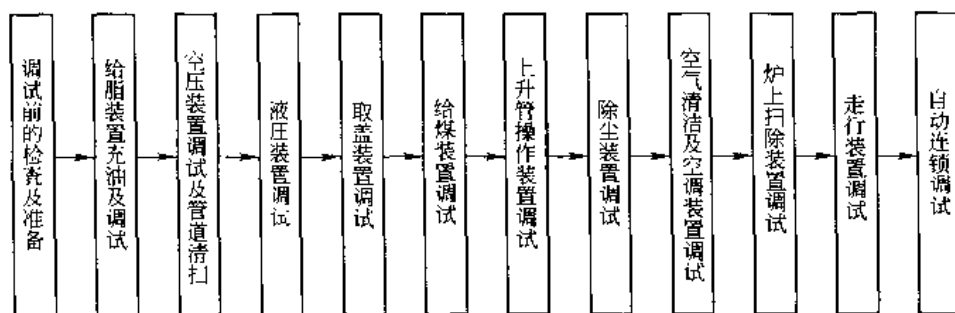 调试前的检查及准备
给脂装置充油及调试
空压装置调试及管道清扫
液压装置调试
取盖装置调试
给煤装置调试
上升管操作装置调试
除尘装置调试
空气清洁及空调装置调试
炉上扫除装置调试
走行装置调试
自动连锁调试